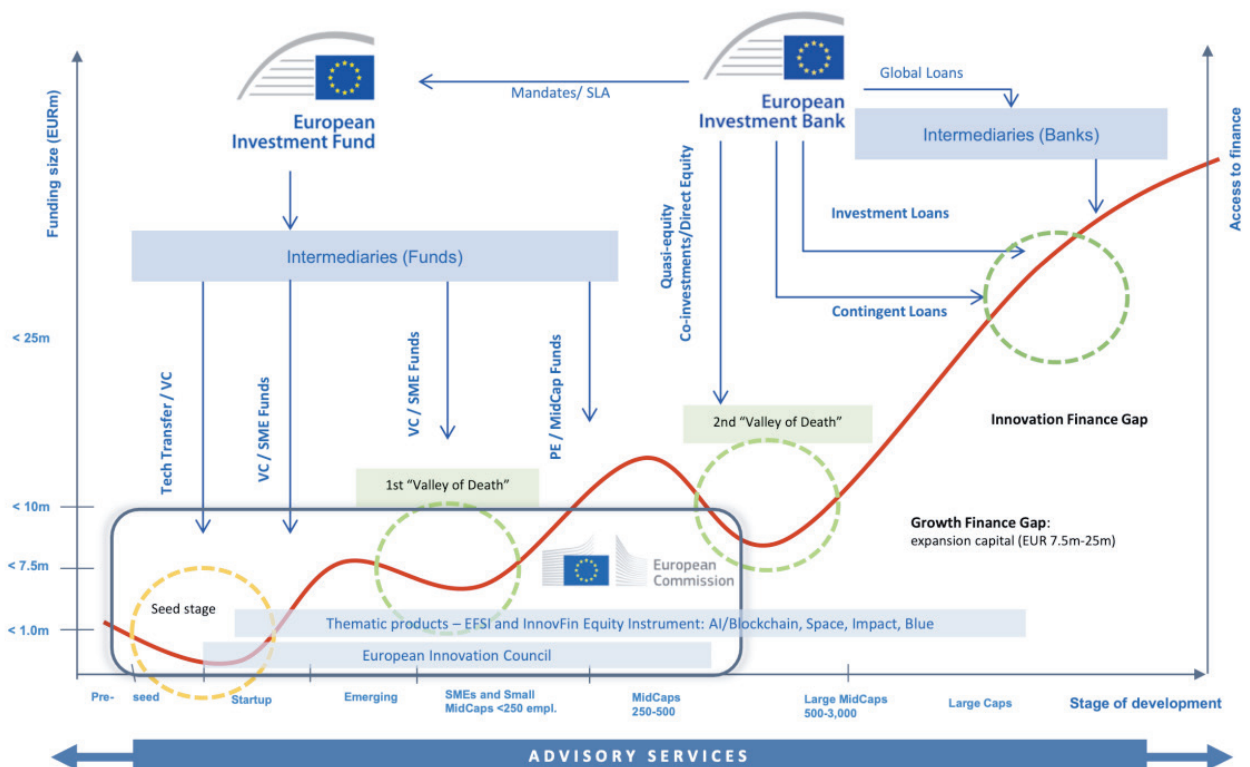 European
Investment Fund
Mandates/ SLA
European
Investment Bank
Global Loans
Intermediaries (Banks)
Funding size (EURm)
Access to finance
Intermediaries (Funds)
Quasi-equity
Co-investments/Direct Equity
Investment Loans
Contingent Loans
< 25m
Tech Transfer / VC
VC / SME Funds
VC / SME Funds
PE / MidCap Funds
1st "Valley of Death"
2nd "Valley of Death"
Innovation Finance Gap
< 10m
Growth Finance Gap:
expansion capital (EUR 7.5m-25m)
< 7.5m
European
Commission
Seed stage
< 1.0m
Thematic products – EFSI and InnovFin Equity Instrument: AI/Blockchain, Space, Impact, Blue
European Innovation Council
Pre- seed
Startup
Emerging
SMEs and Small
MidCaps <250 empl.
MidCaps
250-500
Large MidCaps
500-3,000
Large Caps
Stage of development
ADVISORY SERVICES